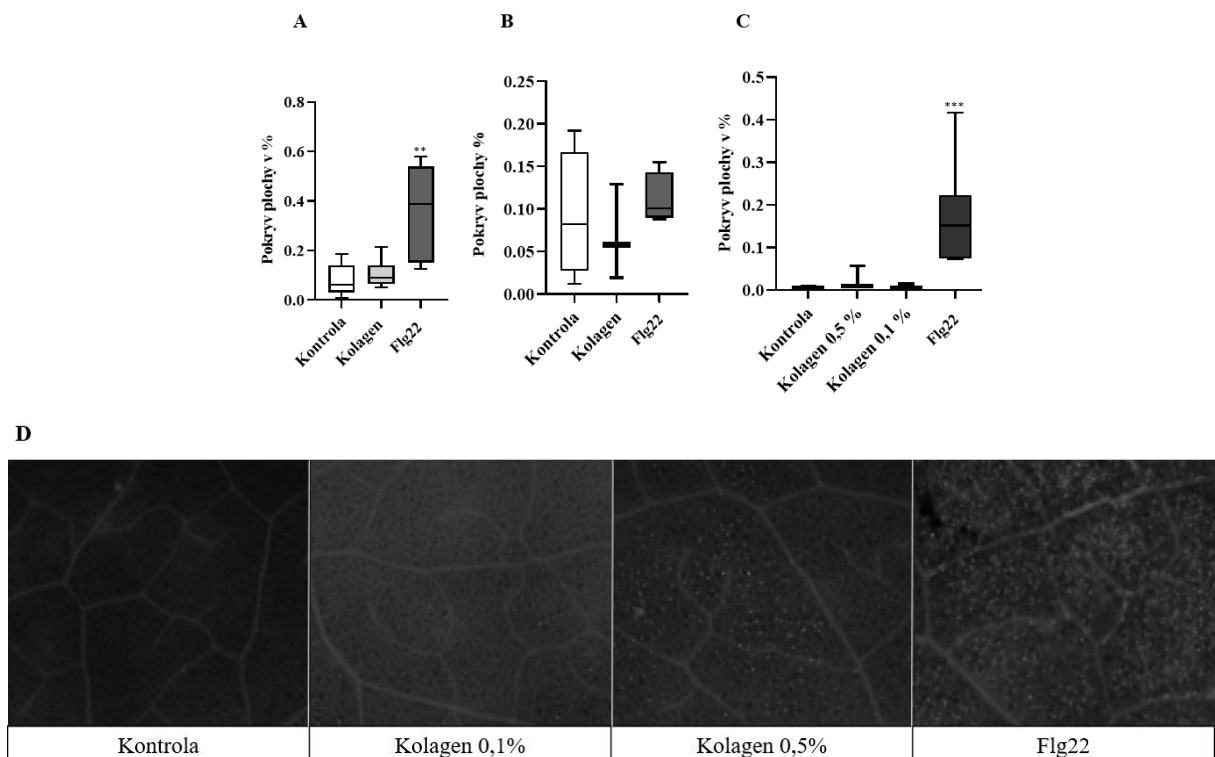 A
B
C
Pokryv plochy v %
0.8
0.6
0.4
0.2
0.0
**
Kontrola
Kolagen
Flg22
Pokryv plochy %
0.25
0.20
0.15
0.10
0.05
0.00
Kontrola
Kolagen
Flg22
Pokryv plochy v %
0.5
0.4
0.3
0.2
0.1
0.0
***
Kontrola
Kolagen 0,5 %
Kolagen 0,1 %
Flg22
D
Kontrola
Kolagen 0,1%
Kolagen 0,5%
Flg22